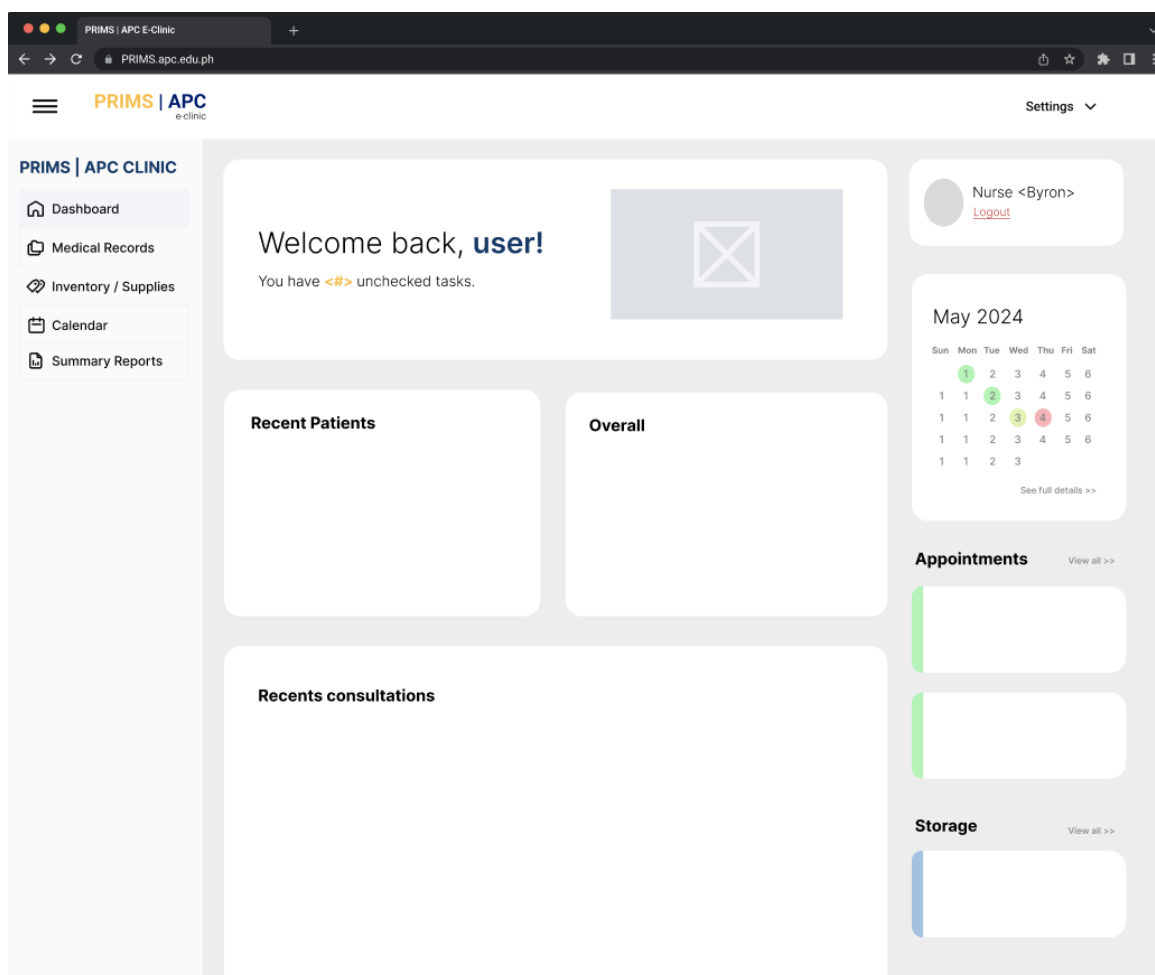 PRIMS | APC E-Clinic
PRIMS.apc.edu.ph
PRIMS | APC
e-clinic
Settings
PRIMS | APC CLINIC
Dashboard
Medical Records
Inventory / Supplies
Calendar
Summary Reports
Welcome back, user!
You have <#> unchecked tasks.
Recent Patients
Overall
Recents consultations
Nurse <Byron>
Logout
May 2024
Sun Mon Tue Wed Thu Fri Sat
1 2 3 4 5 6
1 1 2 3 4 5 6
1 1 2 3 4 5 6
1 1 2 3 4 5 6
1 1 2 3
See full details >>
Appointments
View all >>
Storage
View all >>